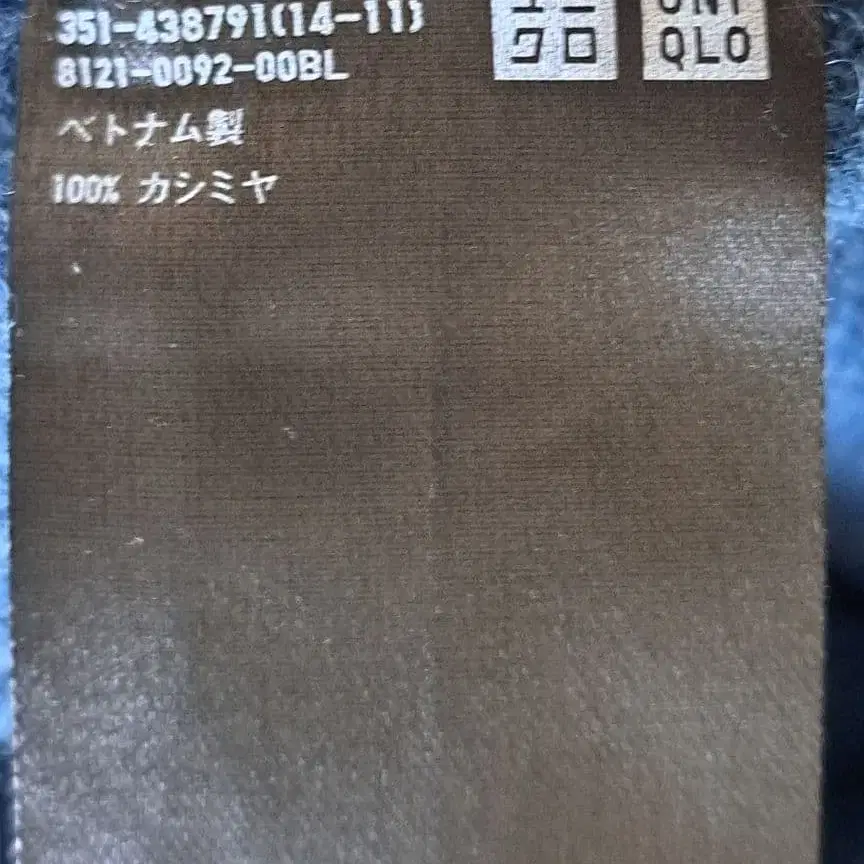 351-438791(14-11)
8121-0092-00BL
ベトナム製
100% カシミヤ
ユニ
クロ
UNI
QLO